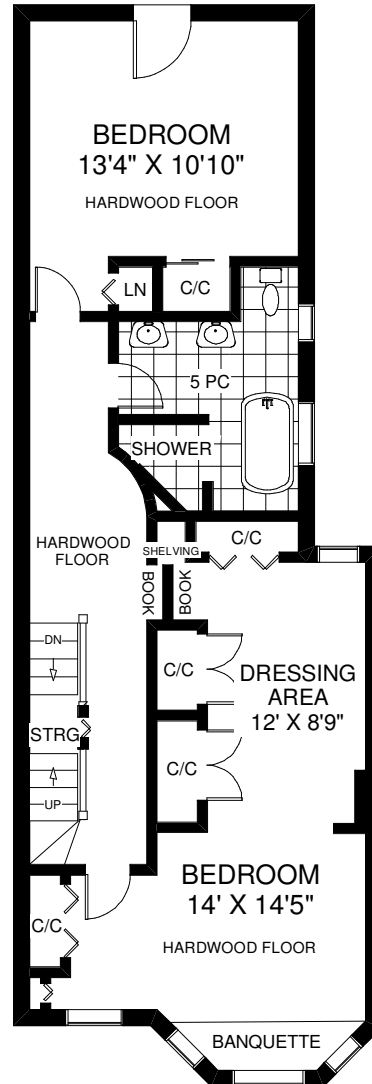 BEDROOM
13'4" X 10'10"
HARDWOOD FLOOR
LN
C/C
5 PC
SHOWER
HARDWOOD
FLOOR
SHELVING
BOOK
BOOK
C/C
DN
C/C
DRESSING
AREA
12' X 8'9"
STRG
C/C
UP
BEDROOM
14' X 14'5"
C/C
HARDWOOD FLOOR
BANQUETTE